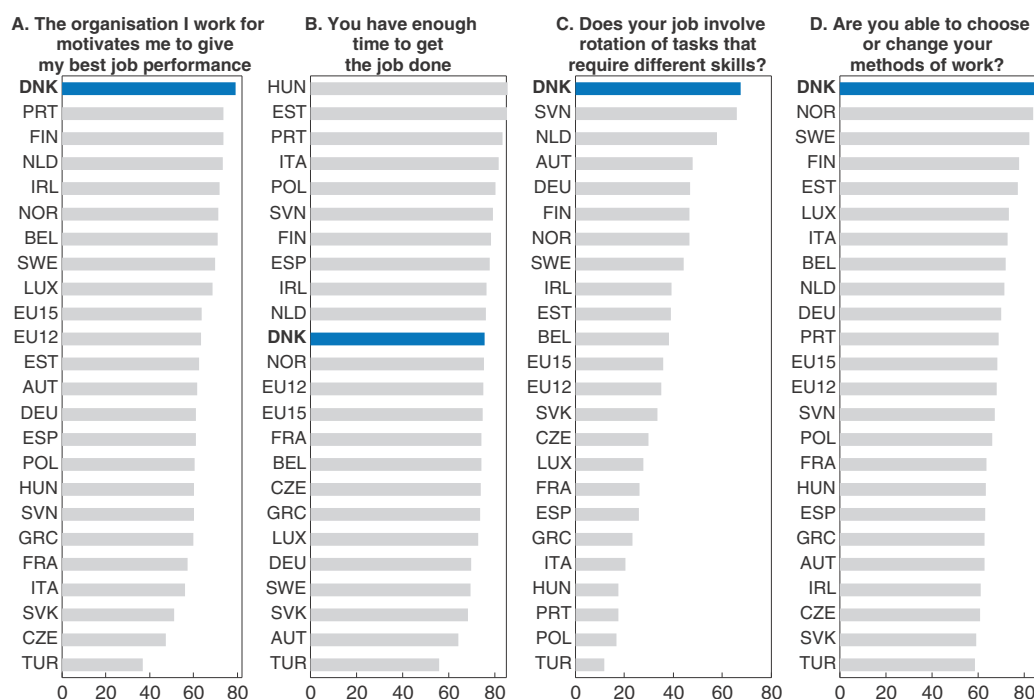 A. The organisation I work for
motivates me to give
my best job performance
DNK
PRT
FIN
NLD
IRL
NOR
BEL
SWE
LUX
EU15
EU12
EST
AUT
DEU
ESP
POL
HUN
SVN
GRC
FRA
ITA
SVK
CZE
TUR
0 20 40 60 80
B. You have enough
time to get
the job done
HUN
EST
PRT
ITA
POL
SVN
FIN
ESP
IRL
NLD
DNK
NOR
EU12
EU15
FRA
BEL
CZE
GRC
LUX
DEU
SWE
SVK
AUT
TUR
0 20 40 60 80
C. Does your job involve
rotation of tasks that
require different skills?
DNK
SVN
NLD
AUT
DEU
FIN
NOR
SWE
IRL
EST
BEL
EU15
EU12
SVK
CZE
LUX
FRA
ESP
GRC
ITA
HUN
PRT
POL
TUR
0 20 40 60 80
D. Are you able to choose
or change your
methods of work?
DNK
NOR
SWE
FIN
EST
LUX
ITA
BEL
NLD
DEU
PRT
EU15
EU12
SVN
POL
FRA
HUN
ESP
GRC
AUT
IRL
CZE
SVK
TUR
0 20 40 60 80